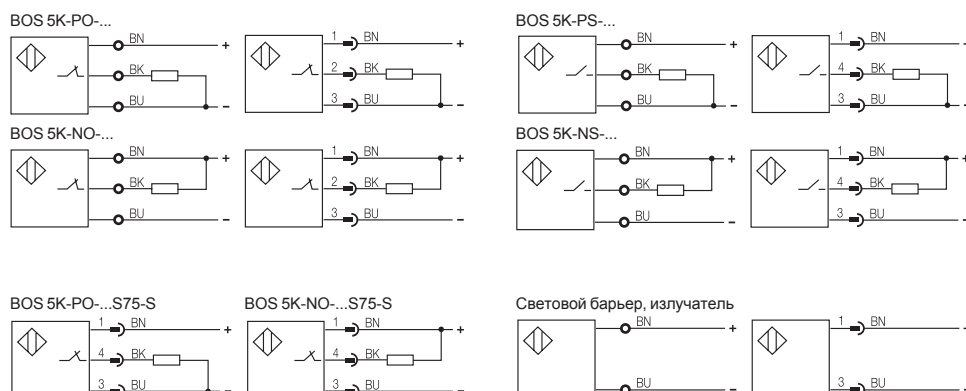 BOS 5K-PO-...
BN
+
BK
BU
1 BN
+
2 BK
3 BU
–
BOS 5K-PS-...
BN
+
BK
BU
–
1 BN
4 BK
3 BU
BOS 5K-NO-...
BN
+
BK
BU
–
1 BN
+
2 BK
3 BU
–
BOS 5K-NS-...
BN
+
BK
BU
–
1 BN
+
4 BK
3 BU
BOS 5K-PO-...S75-S
1 BN
+
4 BK
3 BU
–
BOS 5K-NO-...S75-S
1 BN
+
4 BK
3 BU
–
Световой барьер, излучатель
BN
+
BU
–
1 BN
3 BU